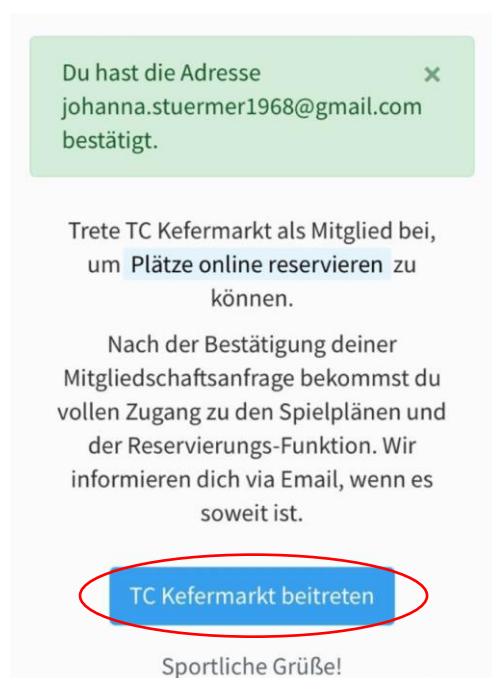 Du hast die Adresse ×
johanna.stuermer1968@gmail.com
bestätigt.
Trete TC Kefermarkt als Mitglied bei,
um Plätze online reservieren zu
können.
Nach der Bestätigung deiner
Mitgliedschaftsanfrage bekommst du
vollen Zugang zu den Spielplänen und
der Reservierungs-Funktion. Wir
informieren dich via Email, wenn es
soweit ist.
TC Kefermarkt beitreten
Sportliche Grüße!